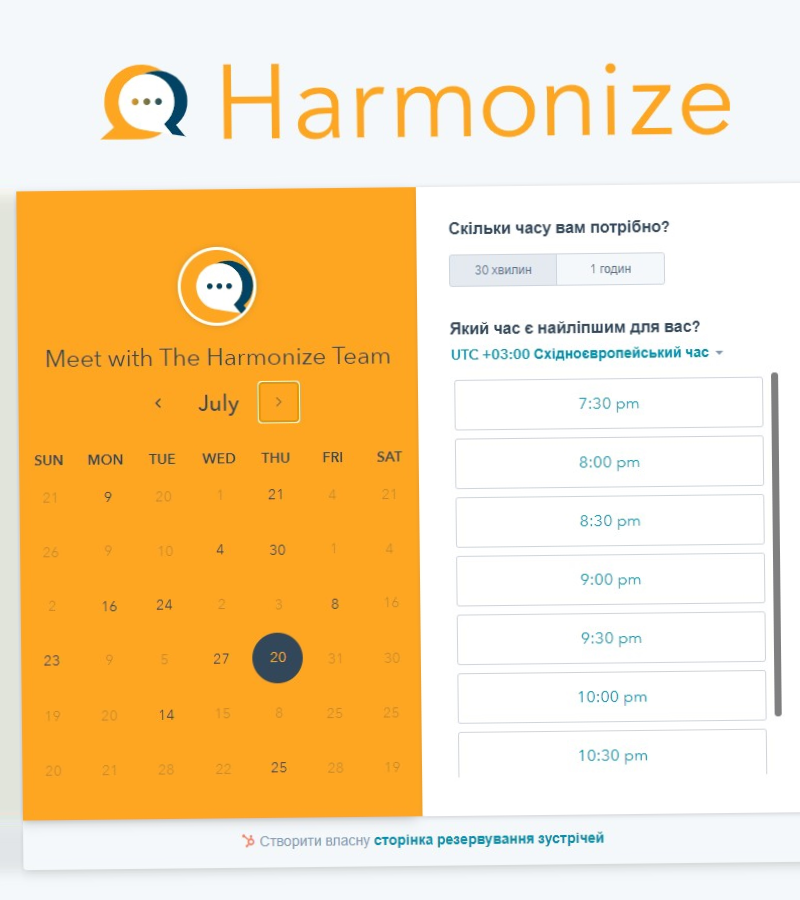 Harmonize
Meet with The Harmonize Team
July
SUN MON TUE WED THU FRI SAT
21 9 20 1 21 4 21
26 9 10 4 30 1 4
2 16 24 2 3 8 16
23 9 5 27 20 31 30
19 20 14 15 8 25 25
20 21 28 22 25 28 19
Скільки часу вам потрібно?
30 хвилин 1 годин
Який час є найліпшим для вас?
UTC +03:00 Східноєвропейський час
7:30 pm
8:00 pm
8:30 pm
9:00 pm
9:30 pm
10:00 pm
10:30 pm
Створити власну сторінка резервування зустрічей